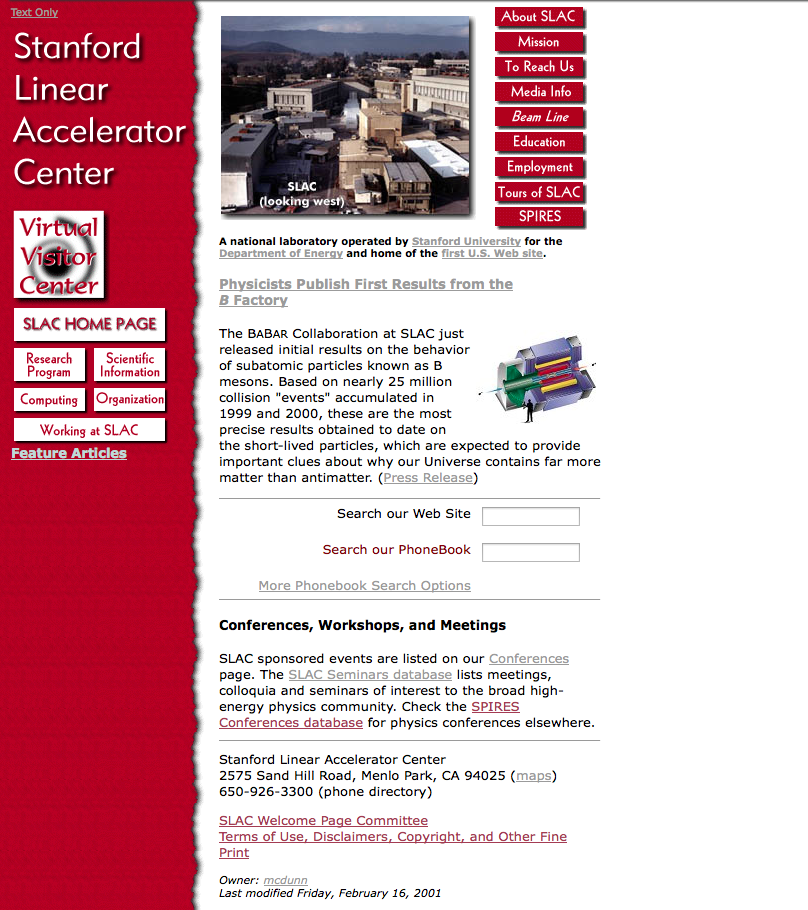 Text Only
Stanford
Linear
Accelerator
Center
Virtual
Visitor
Center
SLAC HOME PAGE
Research
Program
Scientific
Information
Computing
Organization
Working at SLAC
Feature Articles
SLAC
(looking west)
About SLAC
Mission
To Reach Us
Media Info
Beam Line
Education
Employment
Tours of SLAC
SPIRES
A national laboratory operated by Stanford University for the
Department of Energy and home of the first U.S. Web site.
Physicists Publish First Results from the
B Factory
The BABAR Collaboration at SLAC just
released initial results on the behavior
of subatomic particles known as B
mesons. Based on nearly 25 million
collision "events" accumulated in
1999 and 2000, these are the most
precise results obtained to date on
the short-lived particles, which are expected to provide
important clues about why our Universe contains far more
matter than antimatter. (Press Release)
Search our Web Site
Search our PhoneBook
More Phonebook Search Options
Conferences, Workshops, and Meetings
SLAC sponsored events are listed on our Conferences
page. The SLAC Seminars database lists meetings,
colloquia and seminars of interest to the broad high-
energy physics community. Check the SPIRES
Conferences database for physics conferences elsewhere.
Stanford Linear Accelerator Center
2575 Sand Hill Road, Menlo Park, CA 94025 (maps)
650-926-3300 (phone directory)
SLAC Welcome Page Committee
Terms of Use, Disclaimers, Copyright, and Other Fine
Print
Owner: mcdunn
Last modified Friday, February 16, 2001